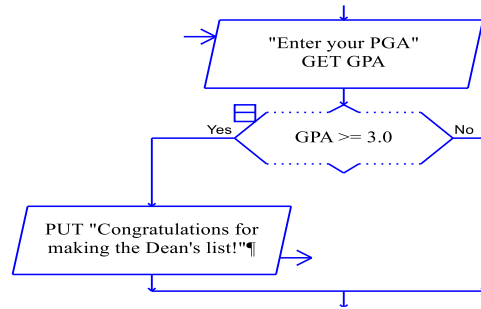 "Enter your PGA"
GET GPA
GPA >= 3.0
Yes
No
PUT "Congratulations for
making the Dean's list!"¶